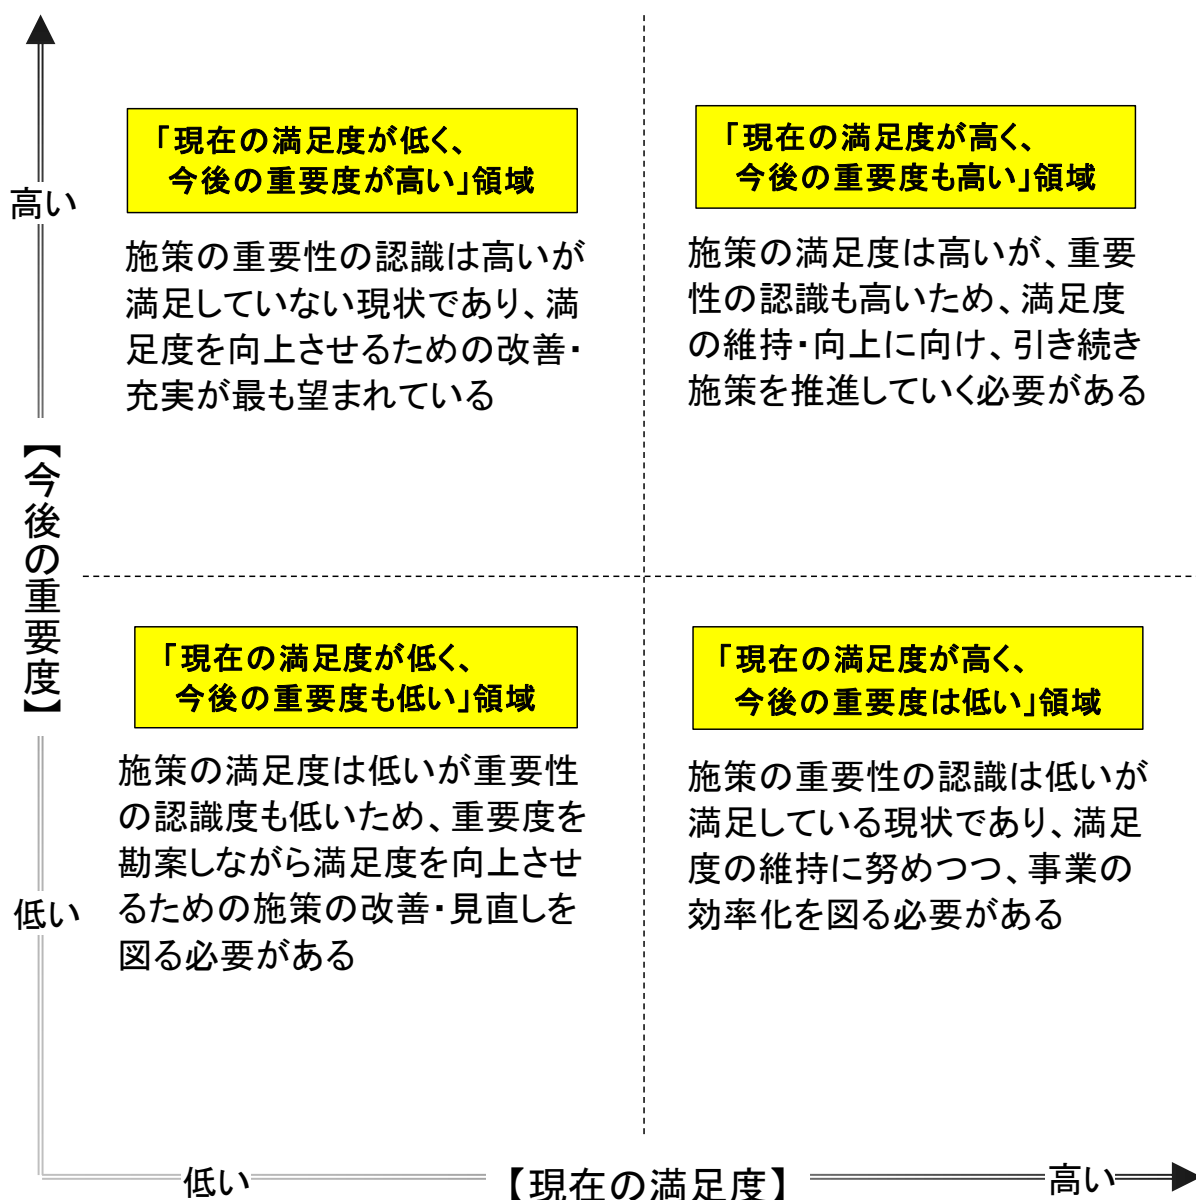 高い
「現在の満足度が低く、
今後の重要度が高い」領域
施策の重要性の認識は高いが
満足していない現状であり、満
足度を向上させるための改善・
充実が最も望まれている
「現在の満足度が高く、
今後の重要度も高い」領域
施策の満足度は高いが、重要
性の認識も高いため、満足度
の維持・向上に向け、引き続き
施策を推進していく必要がある
【今後の重要度】
「現在の満足度が低く、
今後の重要度も低い」領域
施策の満足度は低いが重要性
の認識度も低いため、重要度を
勘案しながら満足度を向上させ
るための施策の改善・見直しを
図る必要がある
「現在の満足度が高く、
今後の重要度は低い」領域
施策の重要性の認識は低いが
満足している現状であり、満足
度の維持に努めつつ、事業の
効率化を図る必要がある
低い
低い
【現在の満足度】
高い